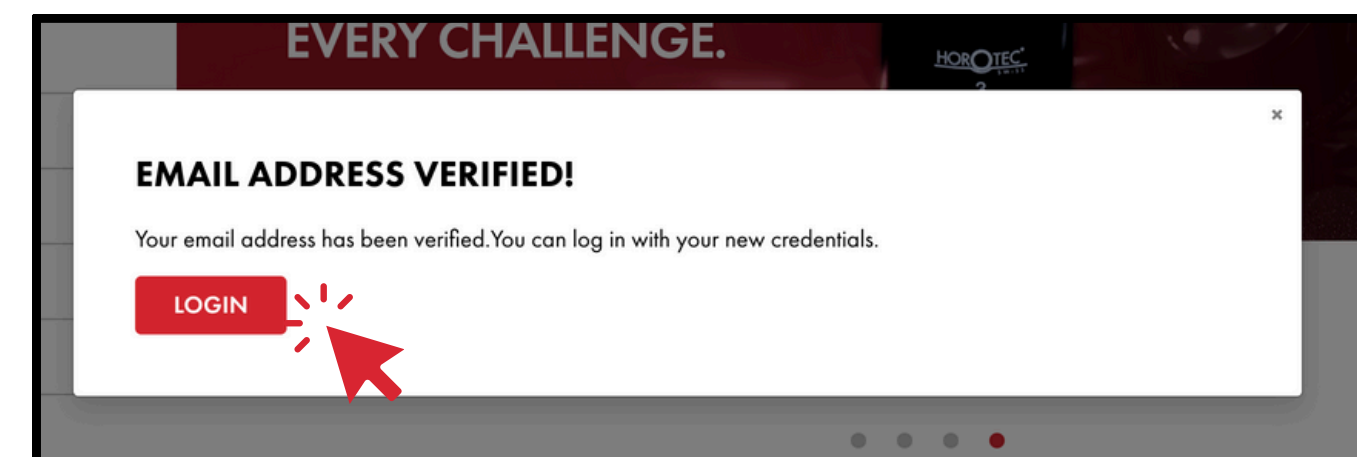 EVERY CHALLENGE.
HOROTEC
SWISS
3
×
EMAIL ADDRESS VERIFIED!
Your email address has been verified.You can log in with your new credentials.
LOGIN